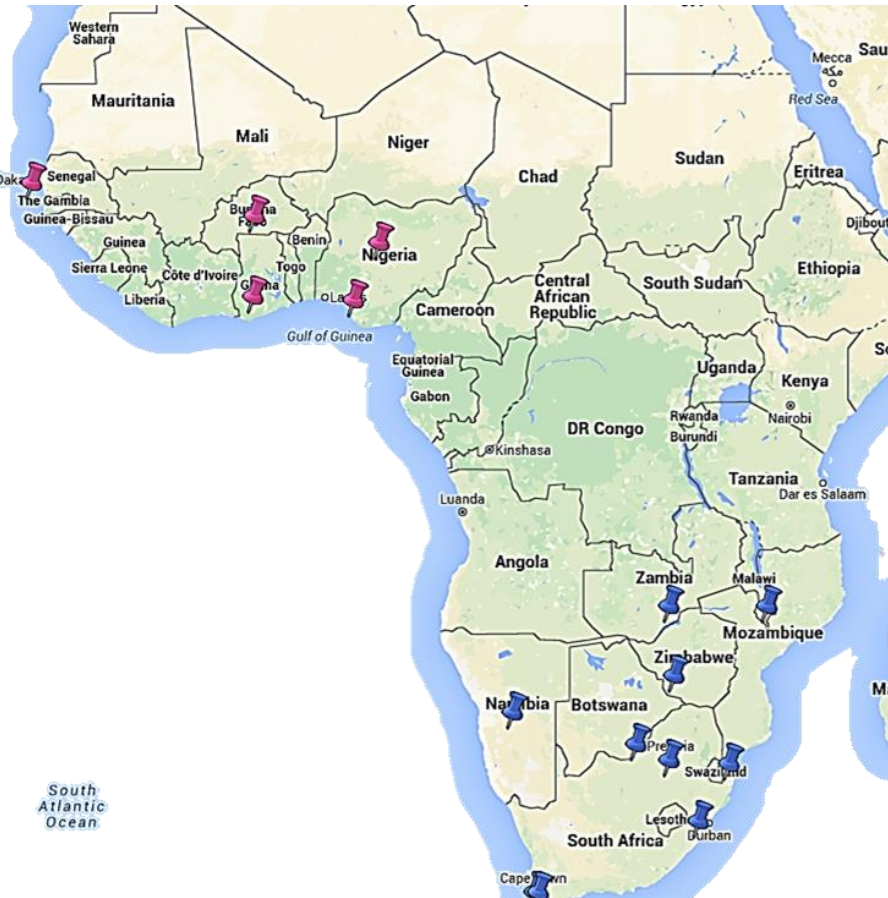 Western
Sahara
Mauritania
Mali
Niger
Chad
Sudan
Mecca
مكة
Red Sea
Eritrea
Senegal
The Gambia
Guinea-Bissau
Guinea
Sierra Leone
Liberia
Côte d'Ivoire
Togo
Benin
Nigeria
Djibout
Ethiopia
South Sudan
Central
African
Republic
Cameroon
Gulf of Guinea
Equatorial
Guinea
Gabon
Uganda
Kenya
Nairobi
Rwanda
Burundi
DR Congo
Kinshasa
Tanzania
Dar es Salaam
Luanda
Angola
Zambia
Malawi
Mozambique
Botswana
South
Atlantic
Ocean
South Africa
Durban